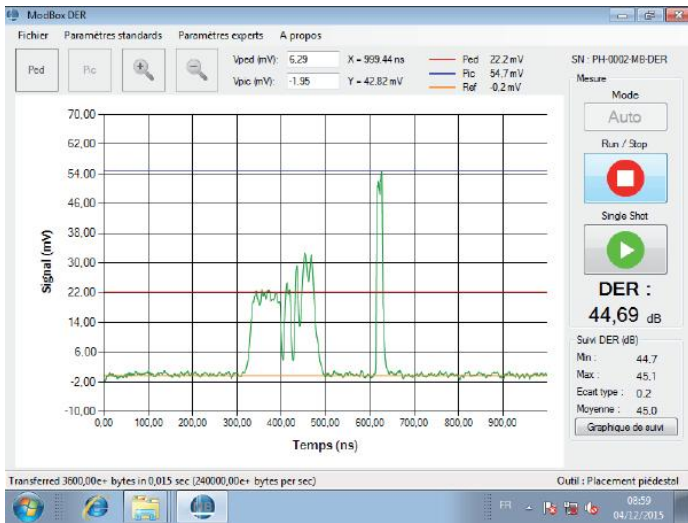 ModBox DER
Fichier Paramètres standards Paramètres experts A propos
Ped
Pic
Vped (mV): 6.29
Vpic (mV): -1.95
X - 999.44 ns
Y - 42.82 mV
Ped 22.2 mV
Pic 54.7 mV
Ref -0.2 mV
SN : PH-0002-MB-DER
Mesure
Mode
Auto
Run / Stop
Single Shot
DER :
44,69 dB
Suivi DER (dB)
Min : 44.7
Max : 45.1
Ecart type : 0.2
Moyenne : 45.0
Graphique de suivi
Signal (mV)
70,00
62,00
54,00
46,00
38,00
30,00
22,00
14,00
6,00
-2,00
-10,00
0,00 100,00 200,00 300,00 400,00 500,00 600,00 700,00 800,00 900,00
Temps (ns)
Transferred 3600,00e+ bytes in 0,015 sec (240000,00e+ bytes per sec)
Outil : Placement piédestal
MB
FR
08:59
04/12/2015